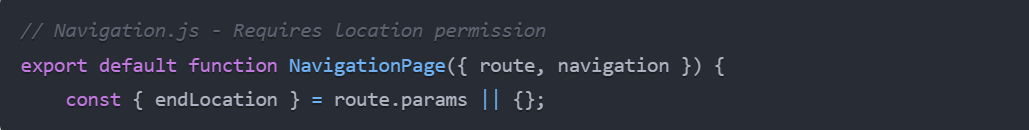 // Navigation.js - Requires location permission
export default function NavigationPage({ route, navigation }) {
    const { endLocation } = route.params || {};